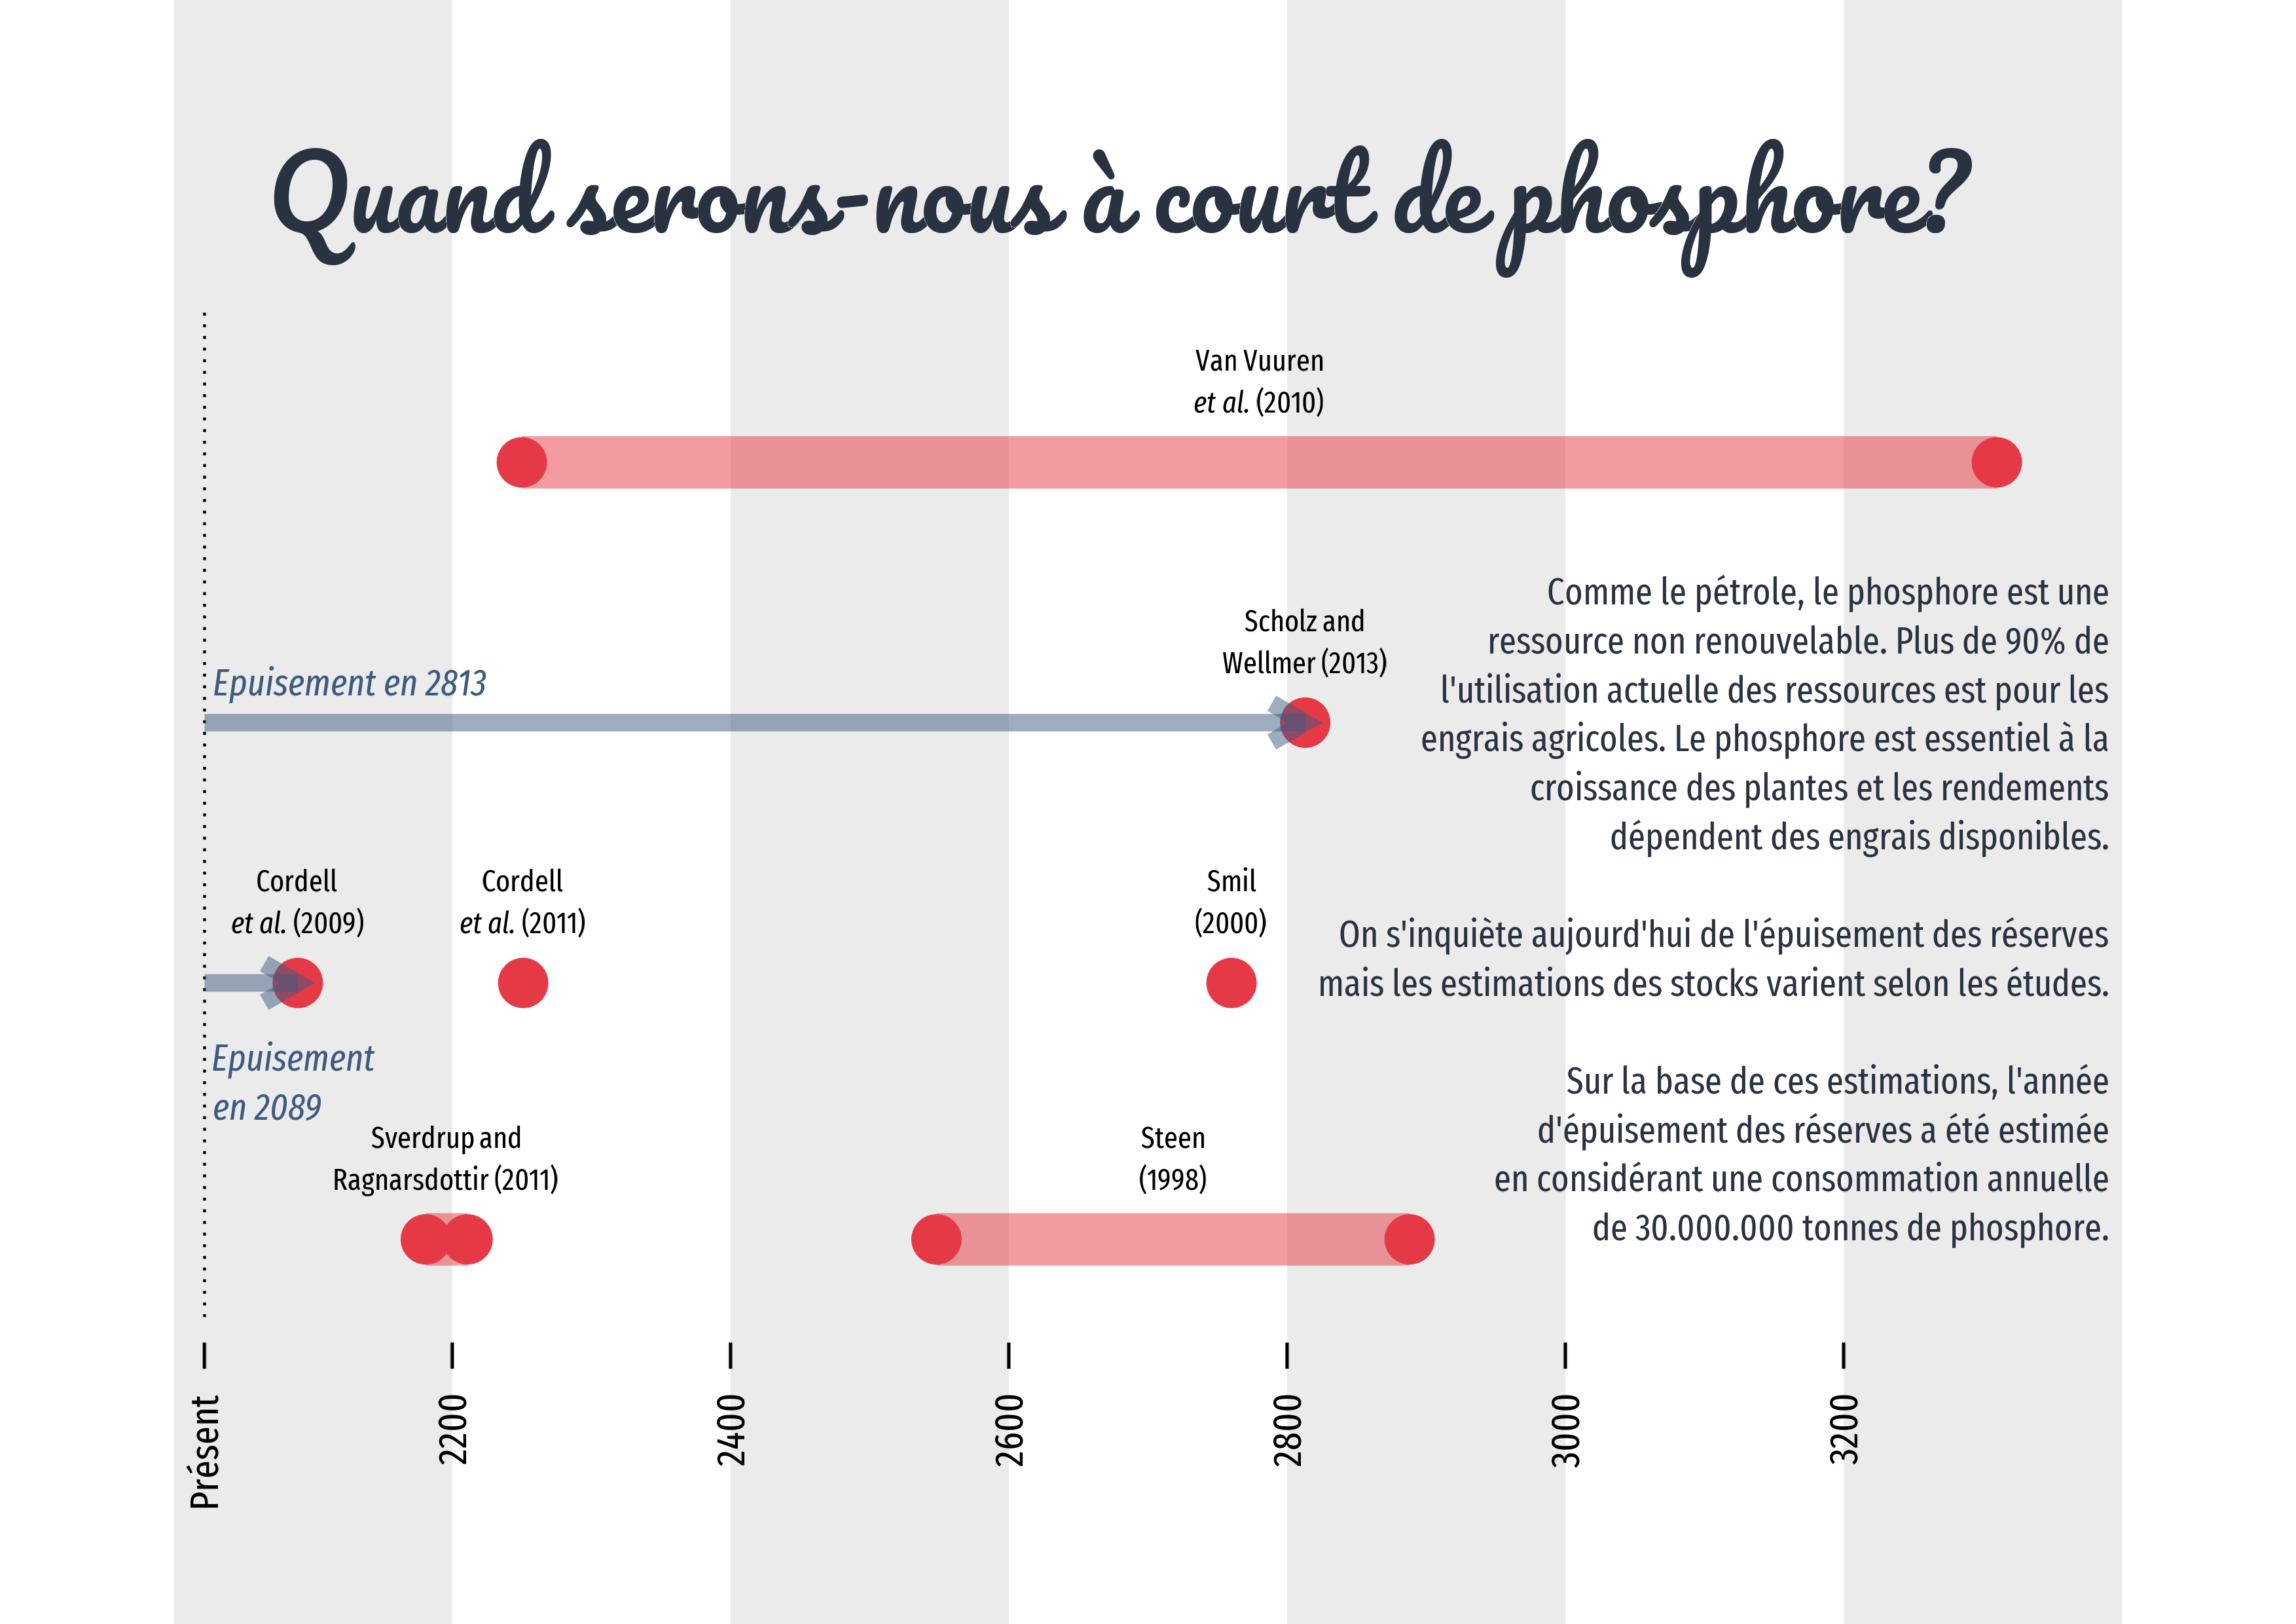 Quand serons-nous à court de phosphore?
Van Vuuren
et al. (2010)
Comme le pétrole, le phosphore est une
ressource non renouvelable. Plus de 90% de
l'utilisation actuelle des ressources est pour les
engrais agricoles. Le phosphore est essentiel à la
croissance des plantes et les rendements
dépendent des engrais disponibles.
Scholz and
Wellmer (2013)
Epuisement en 2813
Cordell
et al. (2009)
Cordell
et al. (2011)
Smil
(2000)
On s'inquiète aujourd'hui de l'épuisement des réserves
mais les estimations des stocks varient selon les études.
Epuisement
en 2089
Sur la base de ces estimations, l'année
d'épuisement des réserves a été estimée
en considérant une consommation annuelle
de 30.000.000 tonnes de phosphore.
Sverdrup and
Ragnarsdottir (2011)
Steen
(1998)
Présent
2200
2400
2600
2800
3000
3200